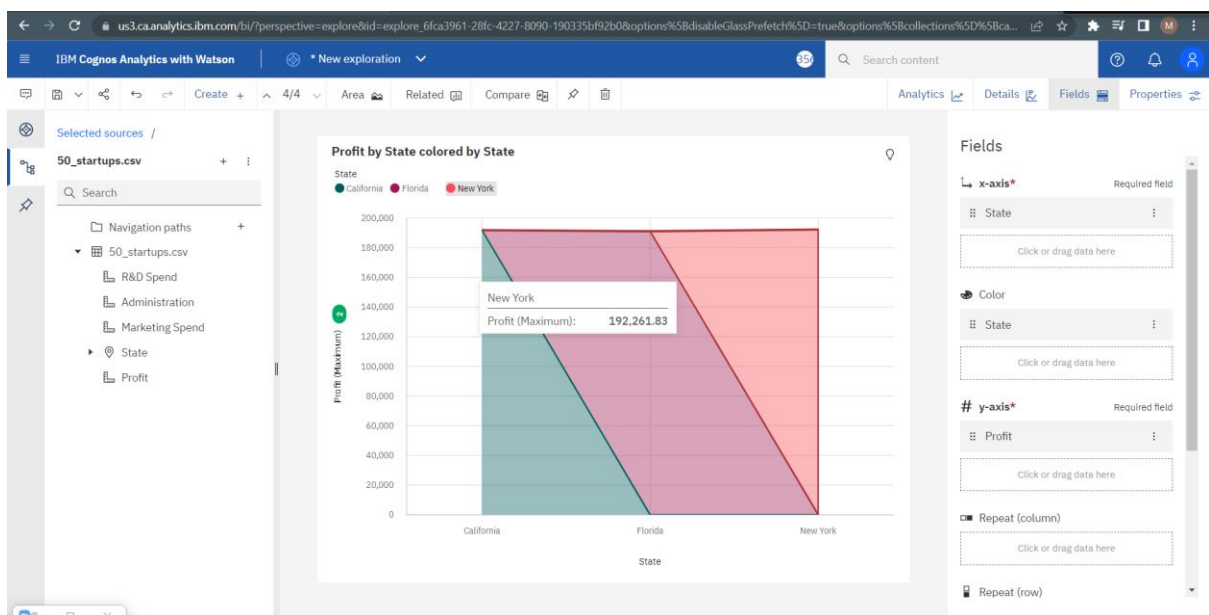 us3.ca.analytics.ibm.com/bi/?perspective=explore&id=explore_6fca3961-28fc-4227-8090-190335bf92b0&options%5BdisableGlassPrefetch%5D=true&options%5Bcollections%5D%5Bca...
M
IBM Cognos Analytics with Watson
* New exploration
Search content
Create +
4/4
Area
Related
Compare
Analytics
Details
Fields
Properties
Selected sources /
50_startups.csv
Search
Navigation paths
50_startups.csv
R&D Spend
Administration
Marketing Spend
State
Profit
Profit by State colored by State
State
California
Florida
New York
200,000
180,000
160,000
140,000
120,000
100,000
80,000
60,000
40,000
20,000
0
Profit (Maximum)
New York
Profit (Maximum): 192,261.83
California
Florida
New York
State
Fields
x-axis* Required field
State
Click or drag data here
Color
State
Click or drag data here
# y-axis* Required field
Profit
Click or drag data here
Repeat (column)
Click or drag data here
Repeat (row)